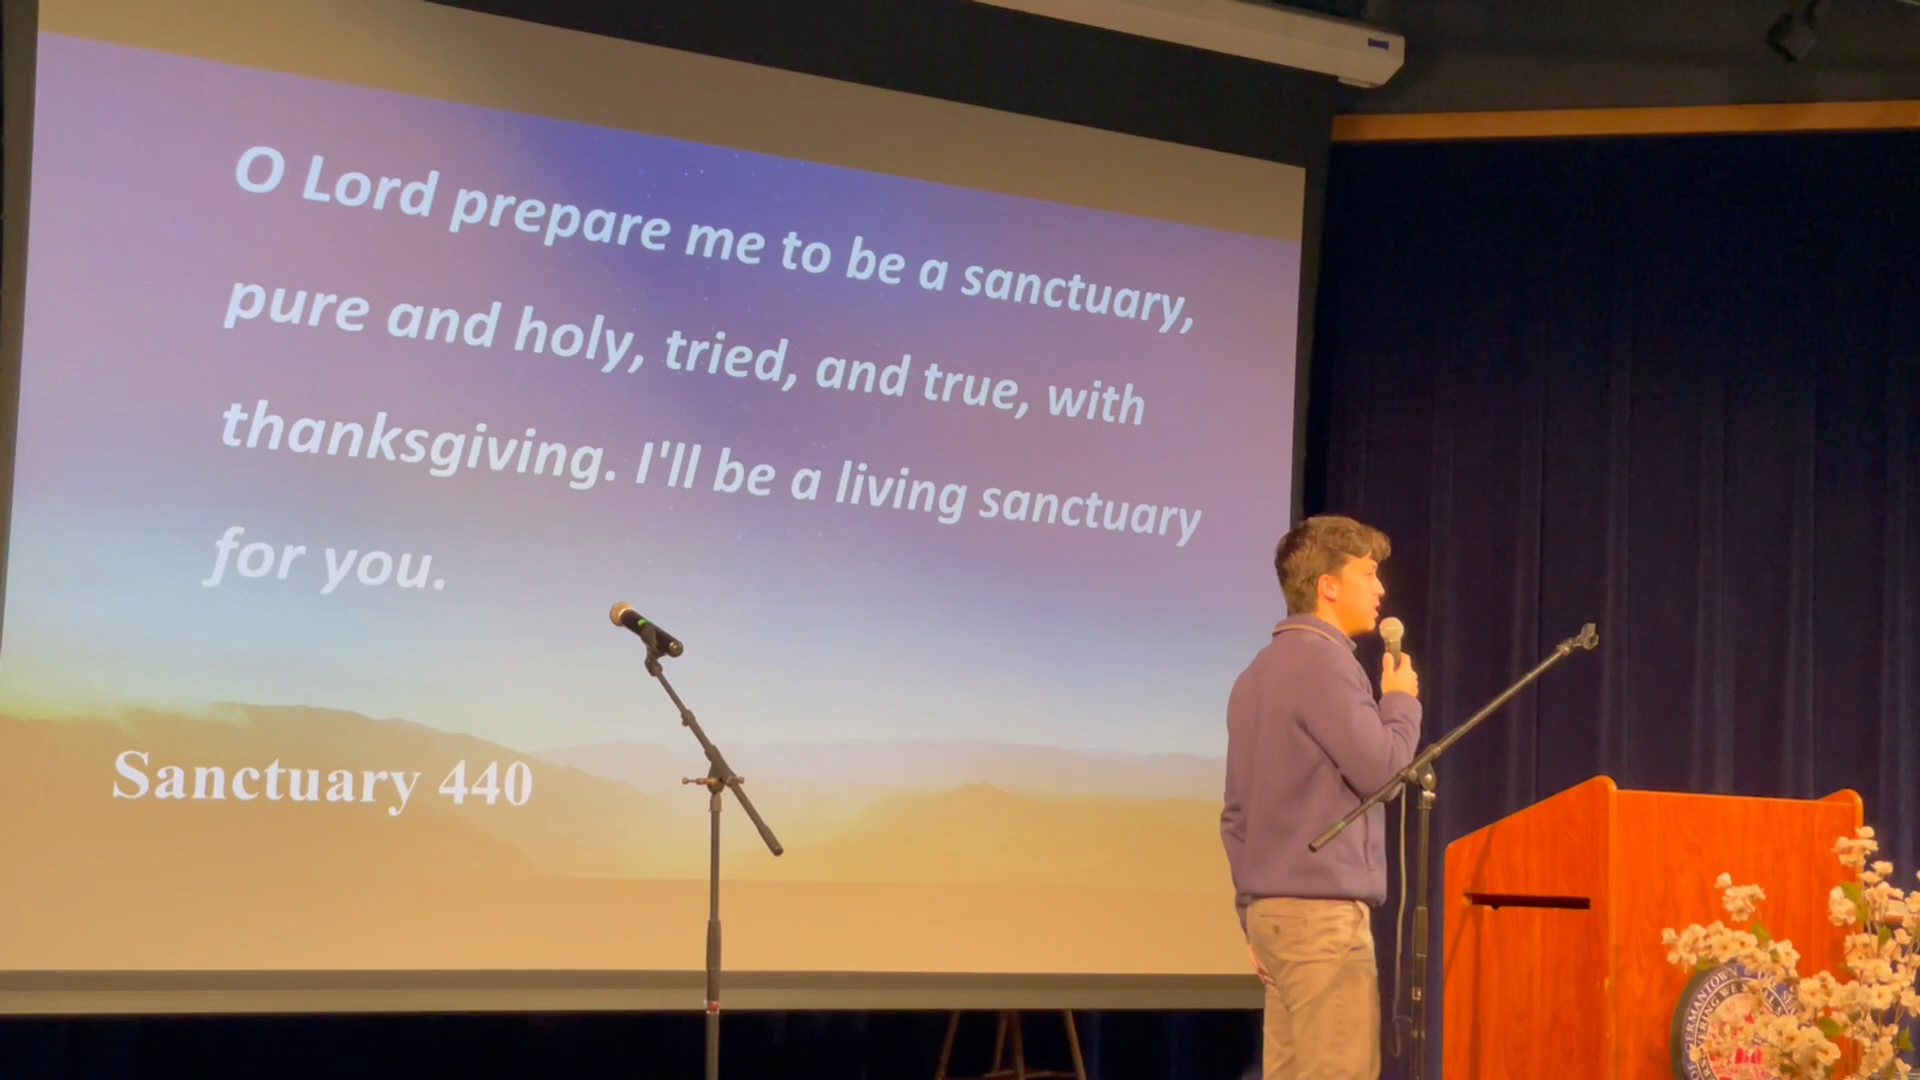 O Lord prepare me to be a sanctuary,
pure and holy, tried, and true, with
thanksgiving. I'll be a living sanctuary
for you.
Sanctuary 440
GERMANTOWN